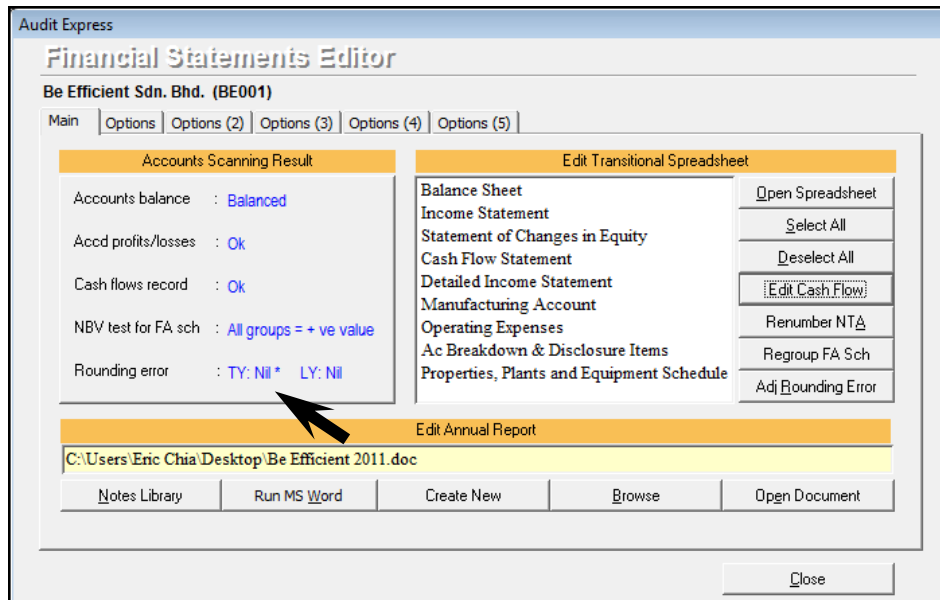 Audit Express
Financial Statements Editor
Be Efficient Sdn. Bhd. (BE001)
Main Options Options (2) Options (3) Options (4) Options (5)
Accounts Scanning Result
Accounts balance : Balanced
Accd profits/losses : Ok
Cash flows record : Ok
NBV test for FA sch : All groups = + ve value
Rounding error : TY: Nil * LY: Nil
Edit Transitional Spreadsheet
Balance Sheet
Income Statement
Statement of Changes in Equity
Cash Flow Statement
Detailed Income Statement
Manufacturing Account
Operating Expenses
Ac Breakdown & Disclosure Items
Properties, Plants and Equipment Schedule
Open Spreadsheet
Select All
Deselect All
Edit Cash Flow
Renumber NTA
Regroup FA Sch
Adj Rounding Error
Edit Annual Report
C:\Users\Eric Chia\Desktop\Be Efficient 2011.doc
Notes Library Run MS Word Create New Browse Open Document
Close